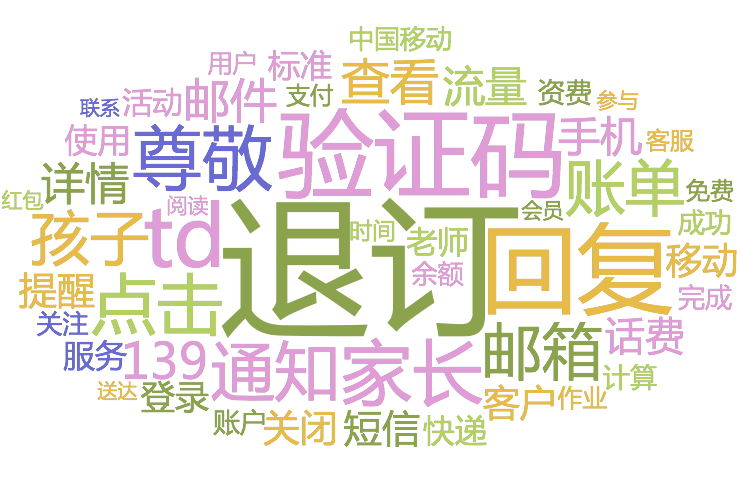 中国移动
用户
标准
查看
流量
资费
参与
联系
活动
邮件
支付
使用
尊敬
验证码
手机
客服
详情
账单
免费
红包
阅读
会员
成功
孩子
td
退订
时间
老师
回复
移动
余额
提醒
点击
完成
关注
服务
139
通知
家长
邮箱
话费
计算
送达
登录
客户
作业
账户
关闭
短信
快递